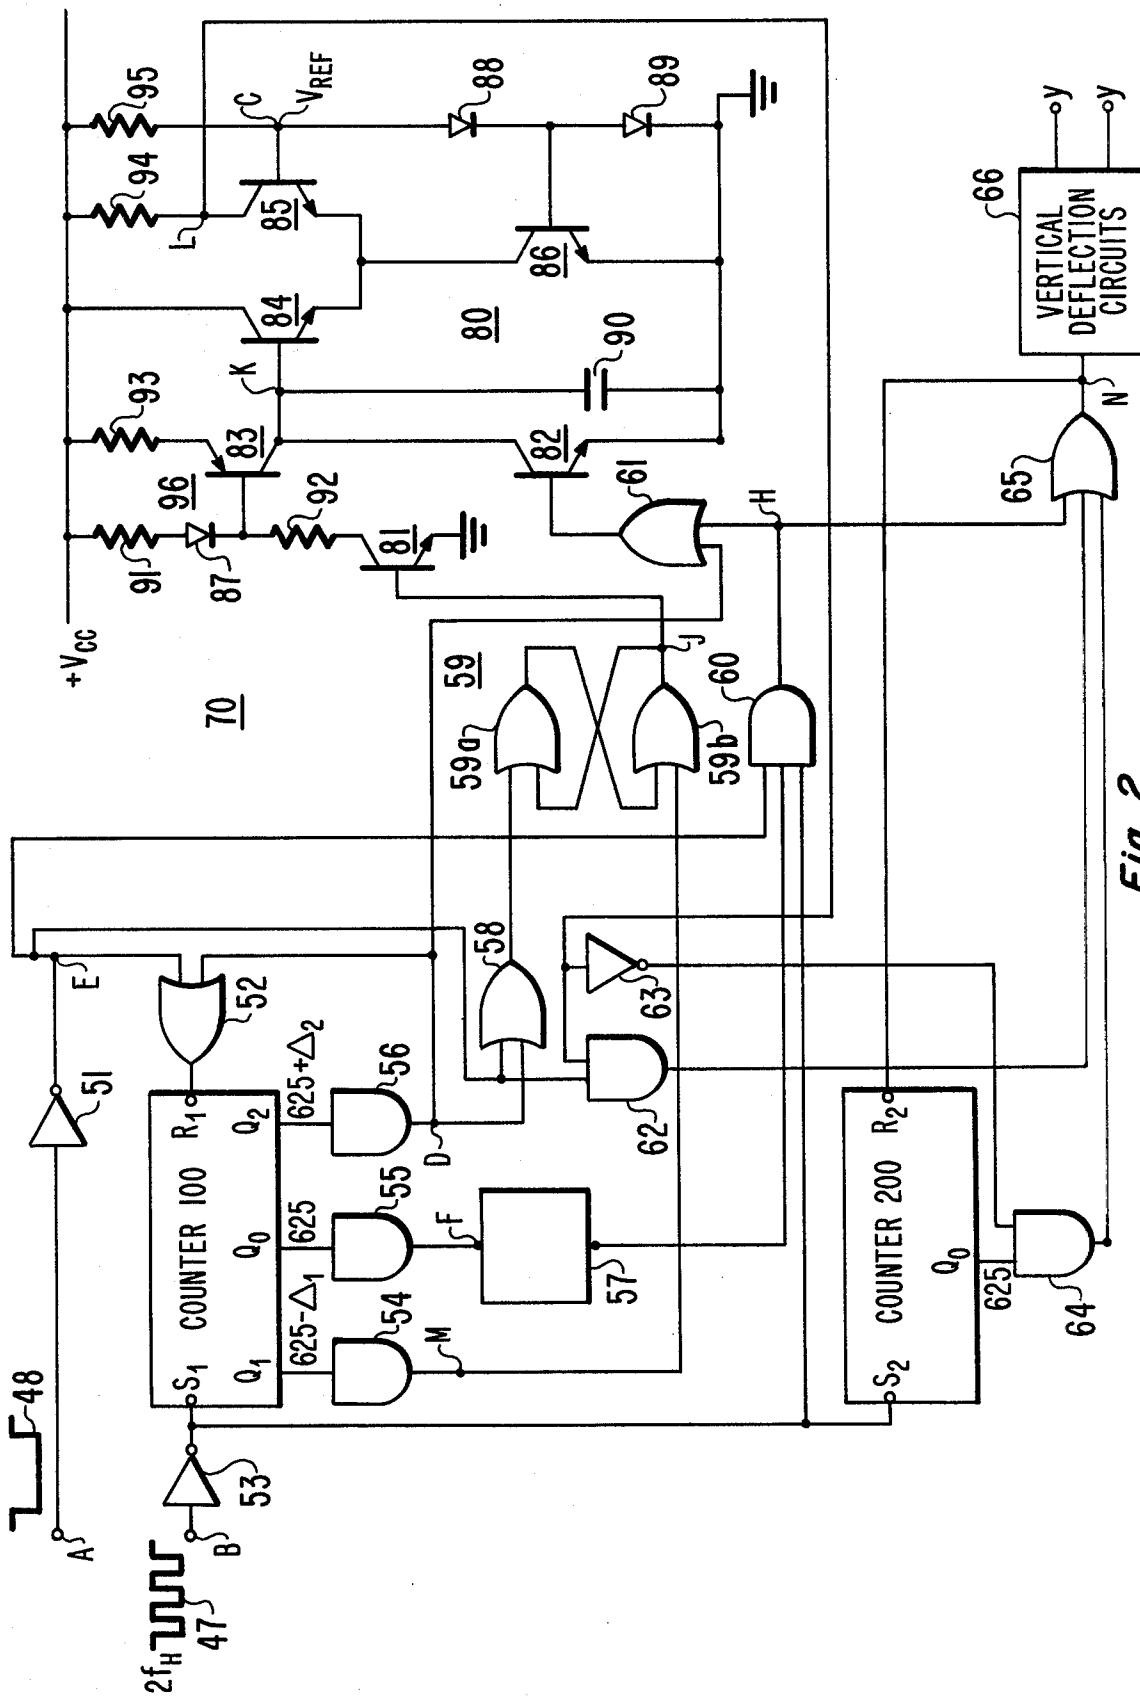 +VCC
70
91
87
96
92
81
93
83
K
82
90
84
80
94
L
85
86
95
C
VREF
88
89
61
H
59
59a
59b
J
60
65
N
66
VERTICAL
DEFLECTION
CIRCUITS
y
y
2fH
47
B
53
48
A
51
E
52
COUNTER 100
S1
R1
Q1
Q0
Q2
625-△1
625
625+△2
54
55
56
M
F
D
57
58
62
63
COUNTER 200
S2
R2
Q0
625
64
Fig. 2